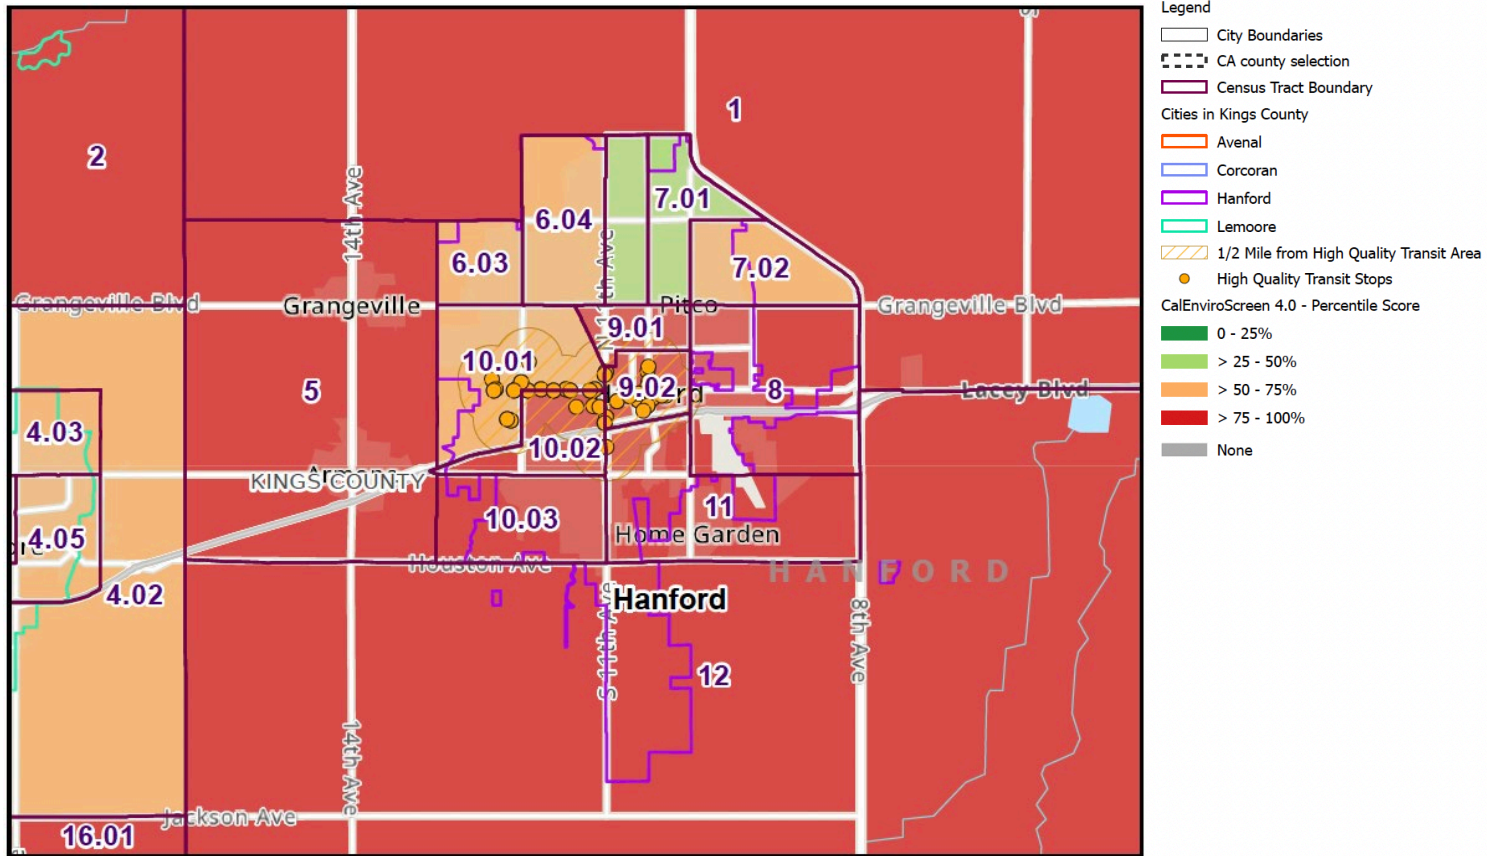 1
2
14th Ave
6.04
7.01
N 11th Ave
6.03
7.02
Grangeville Blvd
Grangeville
Pitco
Grangeville Blvd
9.01
10.01
5
9.02
8
Lacey Blvd
4.03
10.02
Armona
KINGS COUNTY
11
10.03
Home Garden
4.05
Houston Ave
HANFORD
4.02
Hanford
S 11th Ave
8th Ave
12
14th Ave
Jackson Ave
16.01
Legend
City Boundaries
CA county selection
Census Tract Boundary
Cities in Kings County
Avenal
Corcoran
Hanford
Lemoore
1/2 Mile from High Quality Transit Area
High Quality Transit Stops
CalEnviroScreen 4.0 - Percentile Score
0 - 25%
> 25 - 50%
> 50 - 75%
> 75 - 100%
None